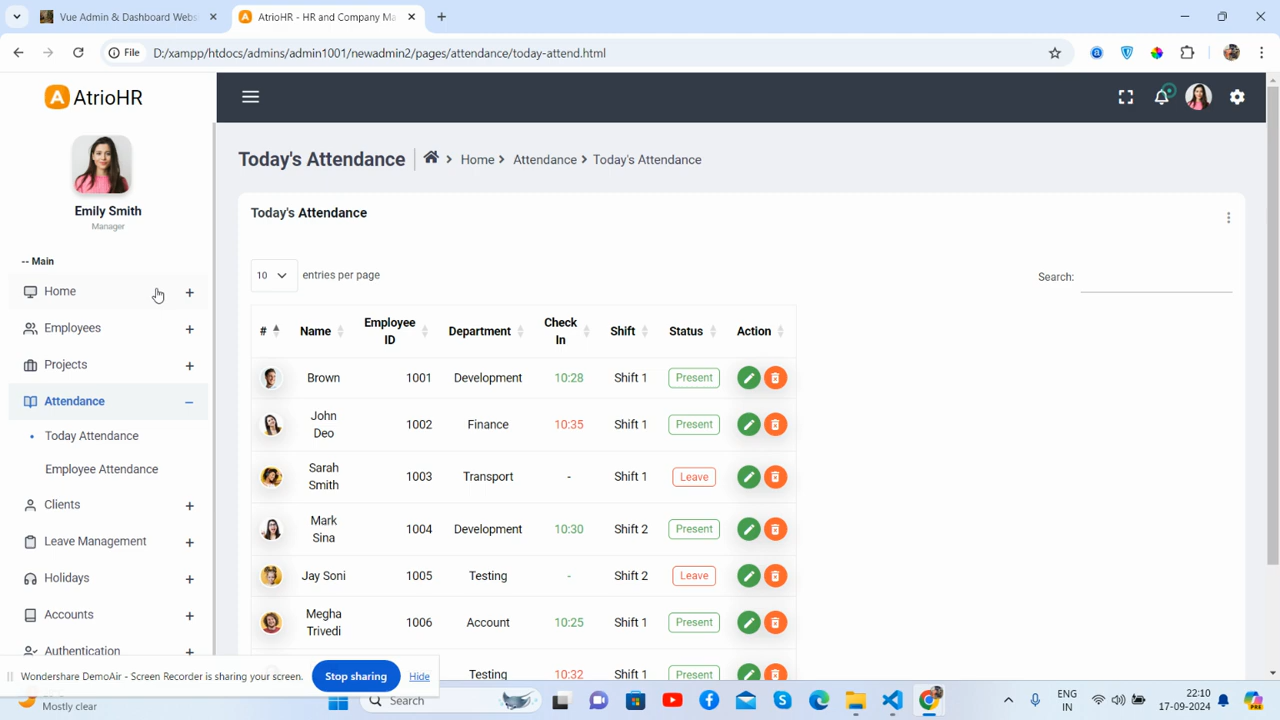 Vue Admin & Dashboard Webs
AtrioHR - HR and Company Ma
File
D:/xampp/htdocs/admins/admin1001/newadmin2/pages/attendance/today-attend.html
AtrioHR
Emily Smith
Manager
-- Main
Home +
Employees +
Projects +
Attendance –
Today Attendance
Employee Attendance
Clients +
Leave Management +
Holidays +
Accounts +
Authentication +
Today's Attendance
Home
Attendance
Today's Attendance
Today's Attendance
10 entries per page
Search:
# Name Employee ID Department Check In Shift Status Action
Brown 1001 Development 10:28 Shift 1 Present
John Deo 1002 Finance 10:35 Shift 1 Present
Sarah Smith 1003 Transport - Shift 1 Leave
Mark Sina 1004 Development 10:30 Shift 2 Present
Jay Soni 1005 Testing - Shift 2 Leave
Megha Trivedi 1006 Account 10:25 Shift 1 Present
Testing 10:32 Shift 1 Present
Wondershare DemoAir - Screen Recorder is sharing your screen.
Stop sharing
Hide
Mostly clear
Search
ENG
IN
22:10
17-09-2024